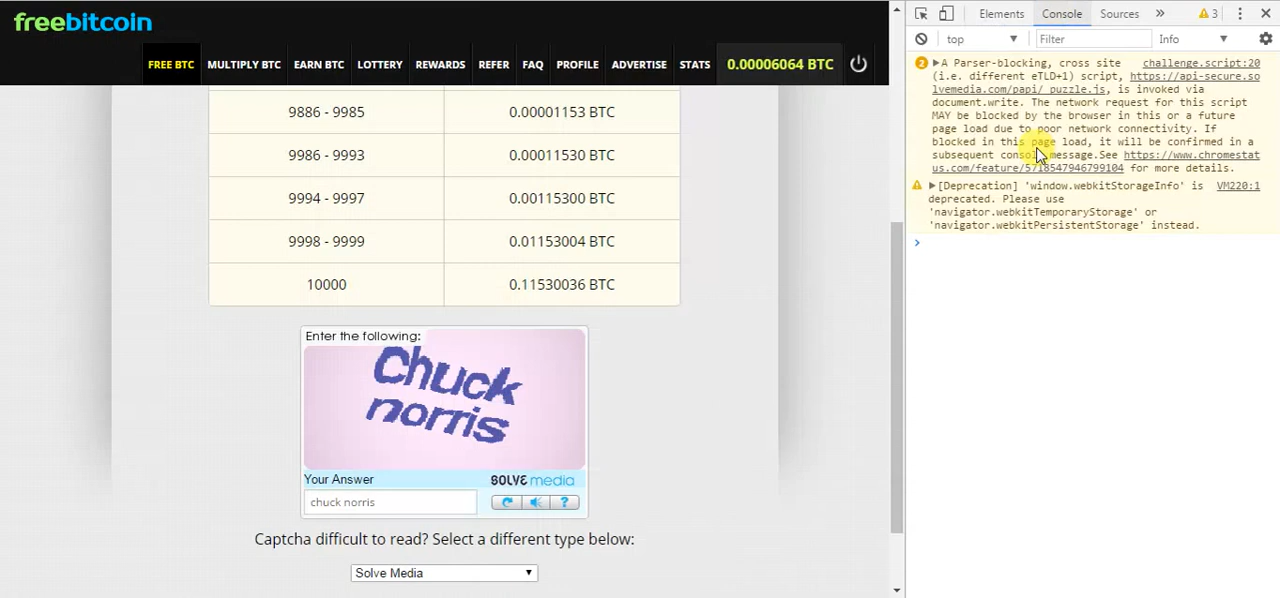 freebitcoin
FREE BTC MULTIPLY BTC EARN BTC LOTTERY REWARDS REFER FAQ PROFILE ADVERTISE STATS 0.00006064 BTC
9886 - 9985 0.00001153 BTC
9986 - 9993 0.00011530 BTC
9994 - 9997 0.00115300 BTC
9998 - 9999 0.01153004 BTC
10000 0.11530036 BTC
Enter the following:
Chuck
norris
Your Answer SOLVE media
chuck norris
?
Captcha difficult to read? Select a different type below:
Solve Media
Elements Console Sources » 3
top Filter Info
2 A Parser-blocking, cross site challenge.script:20
(i.e. different eTLD+1) script, https://api-secure.so
lvemedia.com/papi/_puzzle.js, is invoked via
document.write. The network request for this script
MAY be blocked by the browser in this or a future
page load due to poor network connectivity. If
blocked in this page load, it will be confirmed in a
subsequent console message.See https://www.chromestat
us.com/feature/5718547946799104 for more details.
[Deprecation] 'window.webkitStorageInfo' is VM220:1
deprecated. Please use
'navigator.webkitTemporaryStorage' or
'navigator.webkitPersistentStorage' instead.